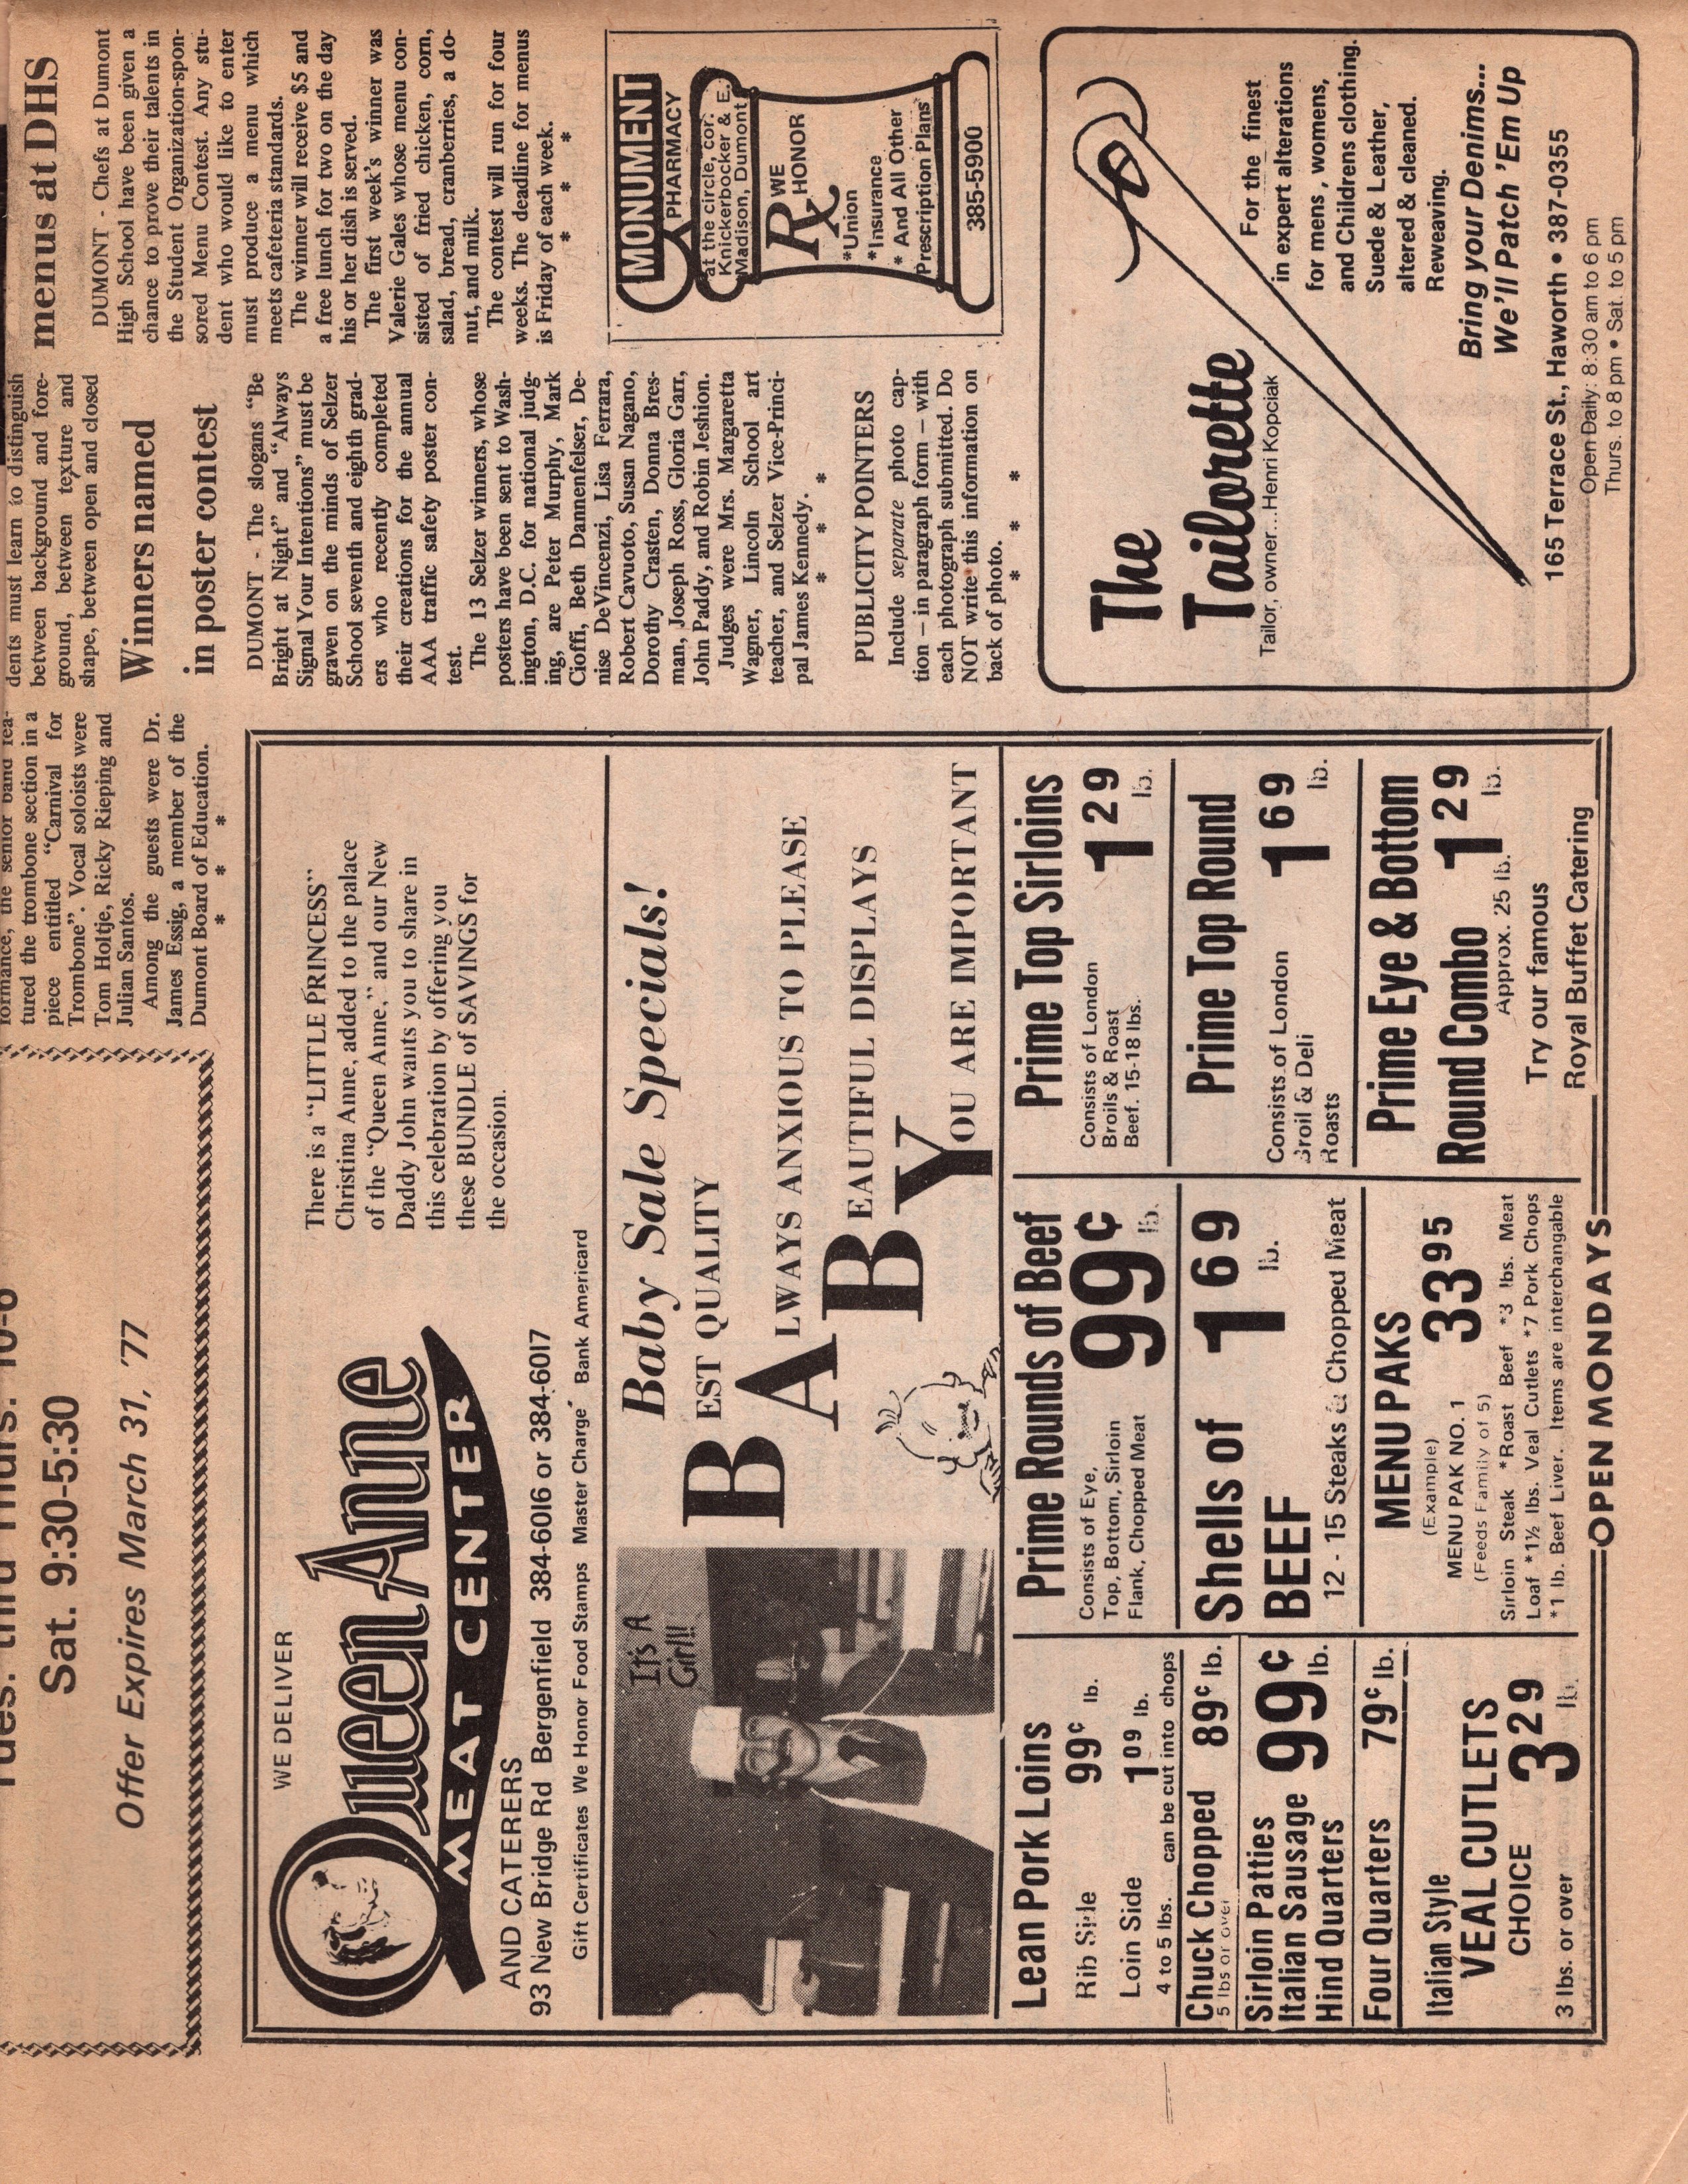 Tues. thru Thurs. 10-6
Sat. 9:30-5:30
Offer Expires March 31, '77
formance, the senior band fea-
tured the trombone section in a
piece entitled “Carnival for
Trombone”. Vocal soloists were
Tom Holtje, Ricky Rieping and
Julian Santos.
Among the guests were Dr.
James Essig, a member of the
Dumont Board of Education.
* * * *
dents must learn to distinguish
between background and fore-
ground, between texture and
shape, between open and closed
Winners named
in poster contest
DUMONT - The slogans “Be
Bright at Night” and “Always
Signal Your Intentions” must be
graven on the minds of Selzer
School seventh and eighth grad-
ers who recently completed
their creations for the annual
AAA traffic safety poster con-
test.
The 13 Selzer winners, whose
posters have been sent to Wash-
ington, D.C. for national judg-
ing, are Peter Murphy, Mark
Cioffi, Beth Dannenfelser, De-
nise DeVincenzi, Lisa Ferrara,
Robert Cavuoto, Susan Nagano,
Dorothy Crasten, Donna Bres-
man, Joseph Ross, Gloria Garr,
John Paddy, and Robin Jeshion.
Judges were Mrs. Margaretta
Wagner, Lincoln School art
teacher, and Selzer Vice-Princi-
pal James Kennedy.
* * * *
PUBLICITY POINTERS
Include separate photo cap-
tion — in paragraph form — with
each photograph submitted. Do
NOT write this information on
back of photo.
* * *
menus at DHS
DUMONT - Chefs at Dumont
High School have been given a
chance to prove their talents in
the Student Organization-spon-
sored Menu Contest. Any stu-
dent who would like to enter
must produce a menu which
meets cafeteria standards.
The winner will receive $5 and
a free lunch for two on the day
his or her dish is served.
The first week's winner was
Valerie Gales whose menu con-
sisted of fried chicken, corn,
salad, bread, cranberries, a do-
nut, and milk.
The contest will run for four
weeks. The deadline for menus
is Friday of each week.
* * * *
MONUMENT
PHARMACY
at the circle, cor.
Knickerbocker & E.
Madison, Dumont
Rx WE
HONOR
*Union
*Insurance
* And All Other
Prescription Plans
385-5900
The
Tailorette
Tailor, owner...Henri Kopciak
For the finest
in expert alterations
for mens, womens,
and Childrens clothing.
Suede & Leather,
altered & cleaned.
Reweaving.
Bring your Denims...
We'll Patch 'Em Up
165 Terrace St., Haworth • 387-0355
Open Daily: 8:30 am to 6 pm
Thurs. to 8 pm • Sat. to 5 pm
WE DELIVER
Queen Anne
MEAT CENTER
AND CATERERS
93 New Bridge Rd Bergenfield 384-6016 or 384-6017
Gift Certificates We Honor Food Stamps Master Charge Bank Americard
There is a “LITTLE PRINCESS”
Christina Anne, added to the palace
of the “Queen Anne,” and our New
Daddy John wants you to share in
this celebration by offering you
these BUNDLE of SAVINGS for
the occasion.
It's A
Girl!!
Baby Sale Specials!
BEST QUALITY
ALWAYS ANXIOUS TO PLEASE
BEAUTIFUL DISPLAYS
YOU ARE IMPORTANT
Lean Pork Loins
Rib Side 99¢ lb.
Loin Side 1 09 lb.
4 to 5 lbs. can be cut into chops
Chuck Chopped 89¢ lb.
5 lbs or over
Sirloin Patties
Italian Sausage 99¢ lb.
Hind Quarters
Four Quarters 79¢ lb.
Italian Style
VEAL CUTLETS
CHOICE 3 29
3 lbs. or over lb.
Prime Rounds of Beef
Consists of Eye,
Top, Bottom, Sirloin
Flank, Chopped Meat
99¢ lb.
Shells of
BEEF
1 69 lb.
12 - 15 Steaks & Chopped Meat
MENU PAKS
(Example)
MENU PAK NO. 1 33 95
(Feeds Family of 5)
Sirloin Steak *Roast Beef *3 lbs. Meat
Loaf *1½ lbs. Veal Cutlets *7 Pork Chops
*1 lb. Beef Liver. Items are interchangable
Prime Top Sirloins
Consists of London
Broils & Roast
Beef. 15-18 lbs.
1 29 lb.
Prime Top Round
Consists of London
Broil & Deli
Roasts
1 69 lb.
Prime Eye & Bottom
Round Combo 1 29
Approx. 25 lb. lb.
Try our famous
Royal Buffet Catering
OPEN MONDAYS